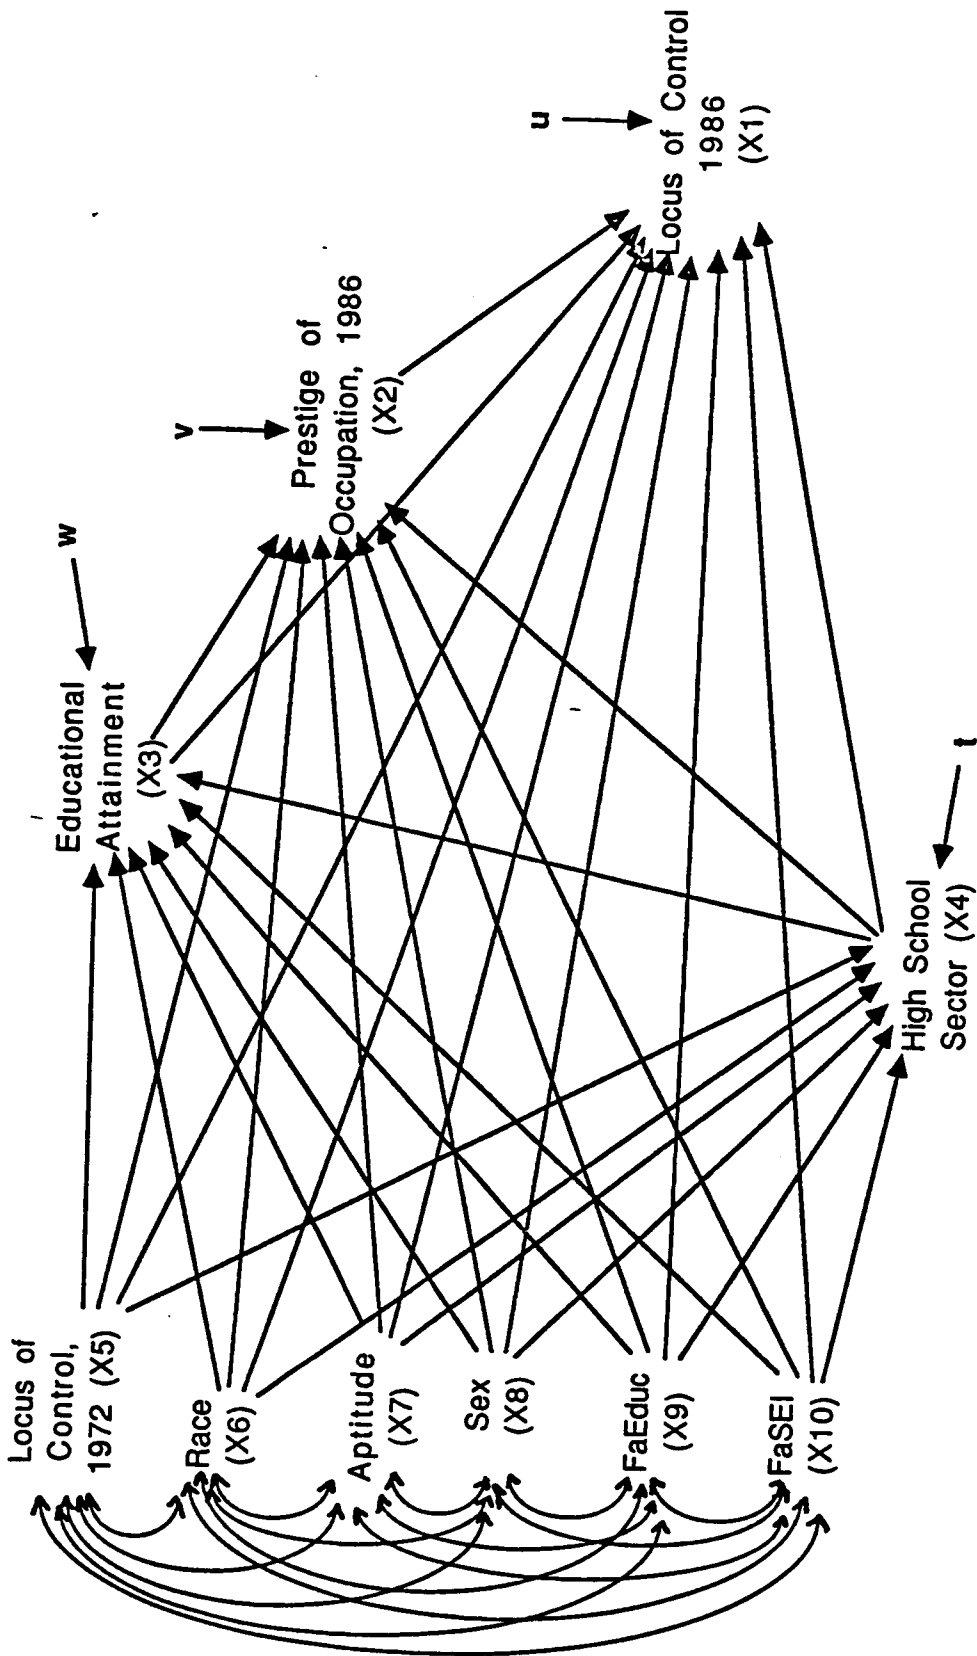 Locus of
Control,
1972 (X5)
Race
(X6)
Aptitude
(X7)
Sex
(X8)
FaEduc
(X9)
FaSEI
(X10)
w
Educational
Attainment
(X3)
High School
Sector (X4)
t
v
Prestige of
Occupation, 1986
(X2)
u
Locus of Control
1986
(X1)